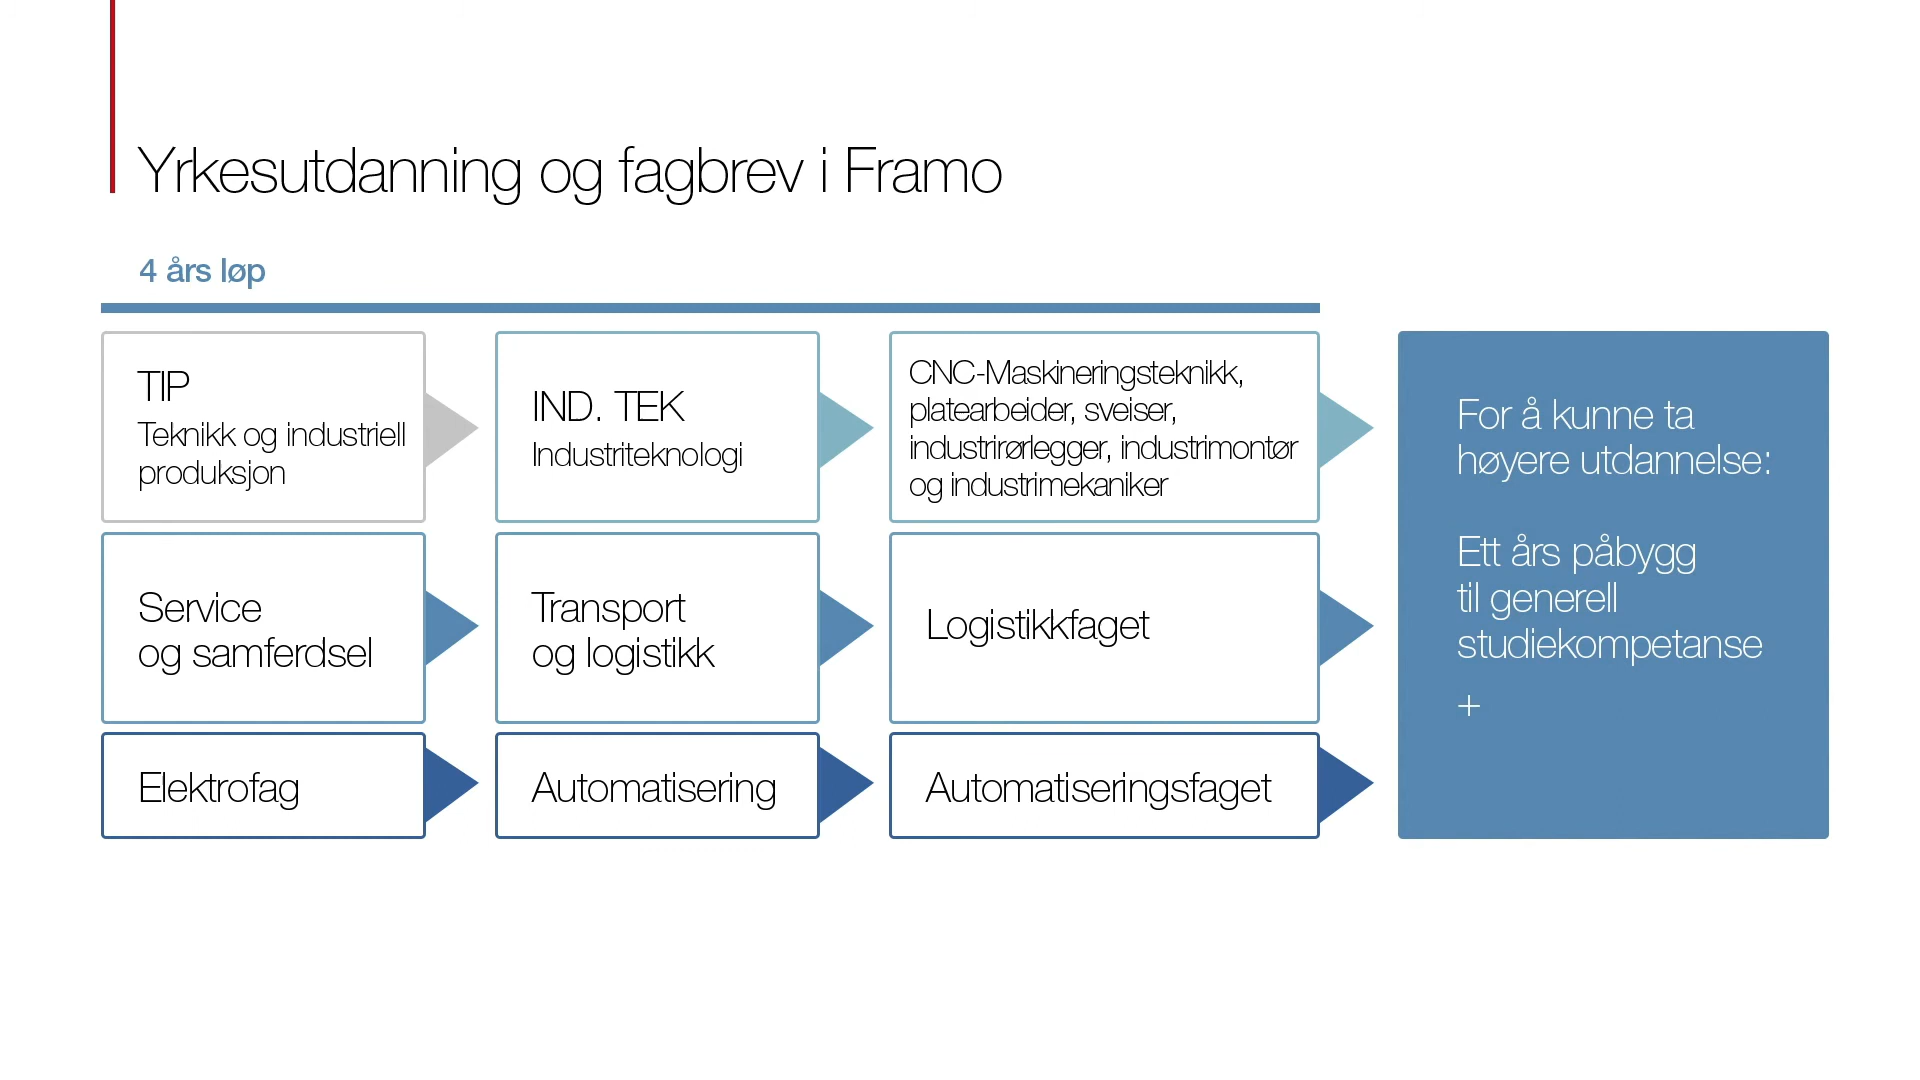 Yrkesutdanning og fagbrev i Framo
4 års løp
TIP
Teknikk og industriell
produksjon
IND. TEK
Industriteknologi
CNC-Maskineringsteknikk,
platearbeider, sveiser,
industrirørlegger, industrimontør
og industrimekaniker
Service
og samferdsel
Transport
og logistikk
Logistikkfaget
Elektrofag
Automatisering
Automatiseringsfaget
For å kunne ta
høyere utdannelse:
Ett års påbygg
til generell
studiekompetanse
+